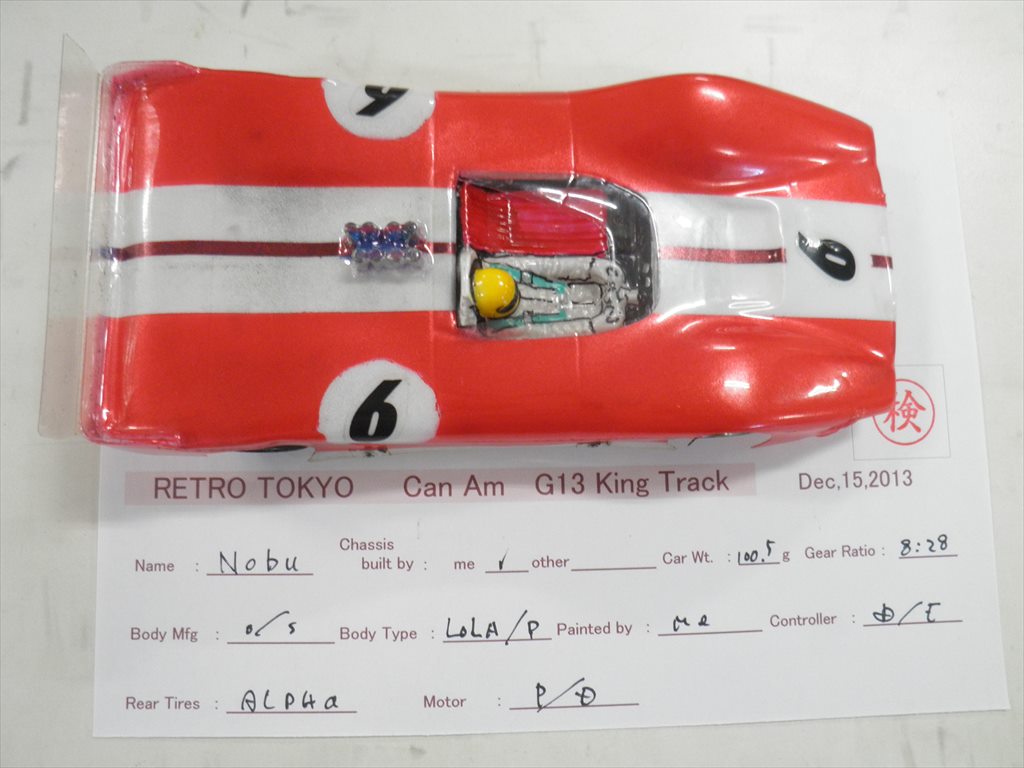 6
6
6
検
RETRO TOKYO Can Am G13 King Track Dec,15,2013
Name : Nobu Chassis built by : me ✓ other Car Wt. : 100.5 g Gear Ratio : 8:28
Body Mfg : o/s Body Type : LOLA/P Painted by : me Controller : D/E
Rear Tires : ALPHa Motor : P/D